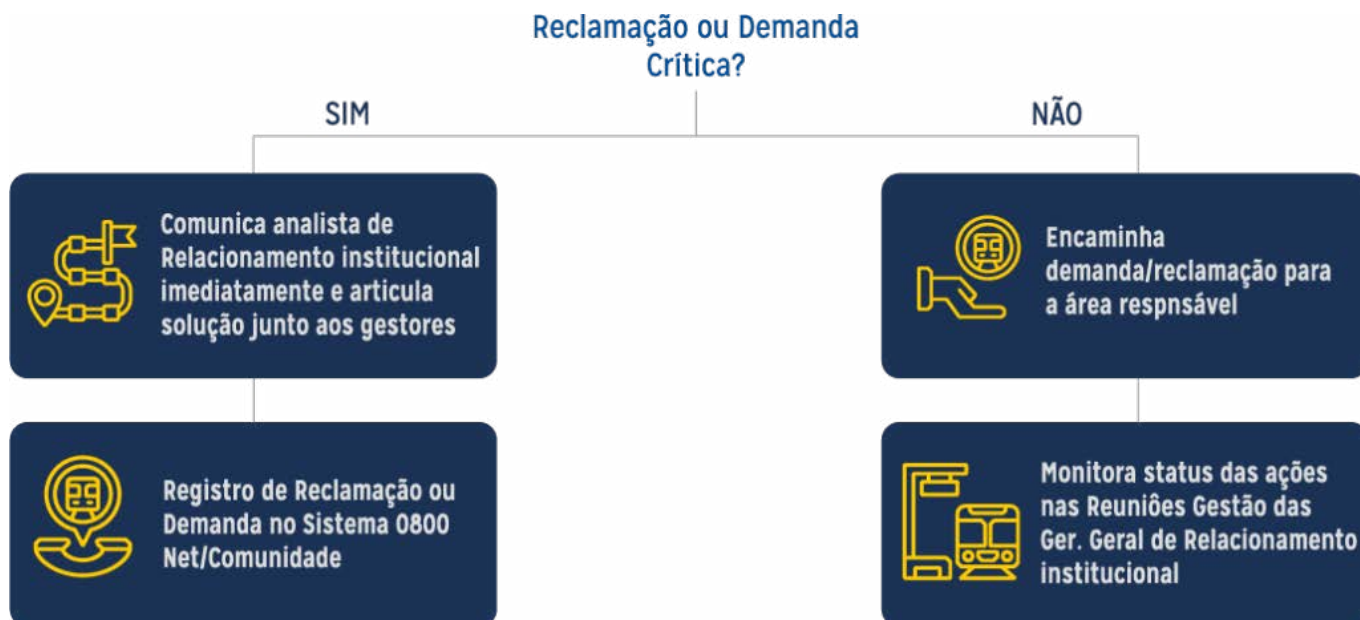 Reclamação ou Demanda
Crítica?
SIM
NÃO
Comunica analista de
Relacionamento institucional
imediatamente e articula
solução junto aos gestores
Encaminha
demanda/reclamação para
a área respnsável
Registro de Reclamação ou
Demanda no Sistema 0800
Net/Comunidade
Monitora status das ações
nas Reuniôes Gestão das
Ger. Geral de Relacionamento
institucional